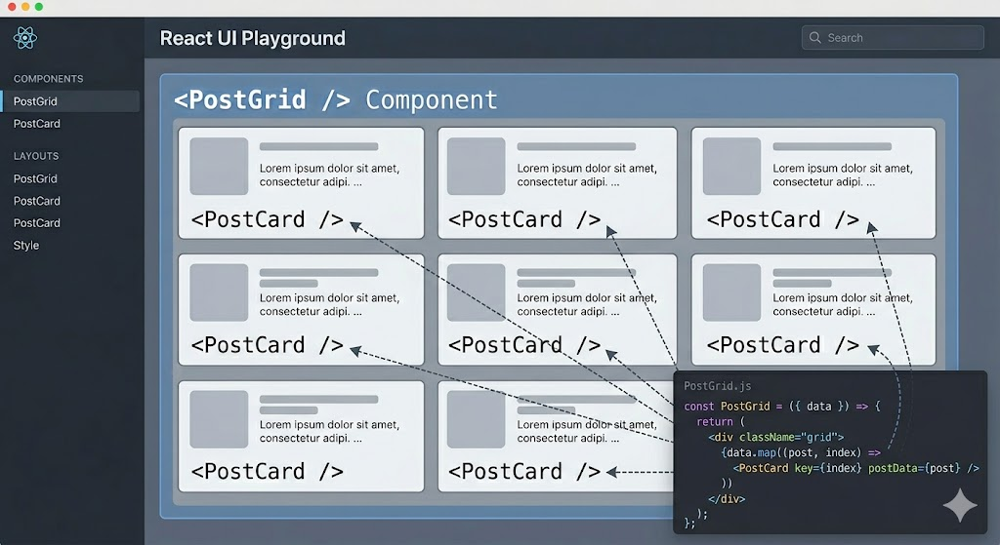 React UI Playground
Search
COMPONENTS
PostGrid
PostCard
LAYOUTS
PostGrid
PostCard
PostCard
Style
<PostGrid /> Component
Lorem ipsum dolor sit amet,
consectetur adipi. ...
<PostCard />
Lorem ipsum dolor sit amet,
consectetur adipi. ...
<PostCard />
Lorem ipsum dolor sit amet,
consectetur adipi. ...
<PostCard />
Lorem ipsum dolor sit amet,
consectetur adipi. ...
<PostCard />
Lorem ipsum dolor sit amet,
consectetur adipi. ...
<PostCard />
Lorem ipsum dolor sit amet,
consectetur adipi. ...
<PostCard />
Lorem ipsum dolor sit amet,
consectetur adipi. ...
<PostCard />
Lorem ipsum dolor sit amet,
consectetur adipi. ...
<PostCard />
PostGrid.js
const PostGrid = ({ data }) => {
return (
<div className="grid">
{data.map((post, index) =>
<PostCard key={index} postData={post} />
))
</div>
);
};